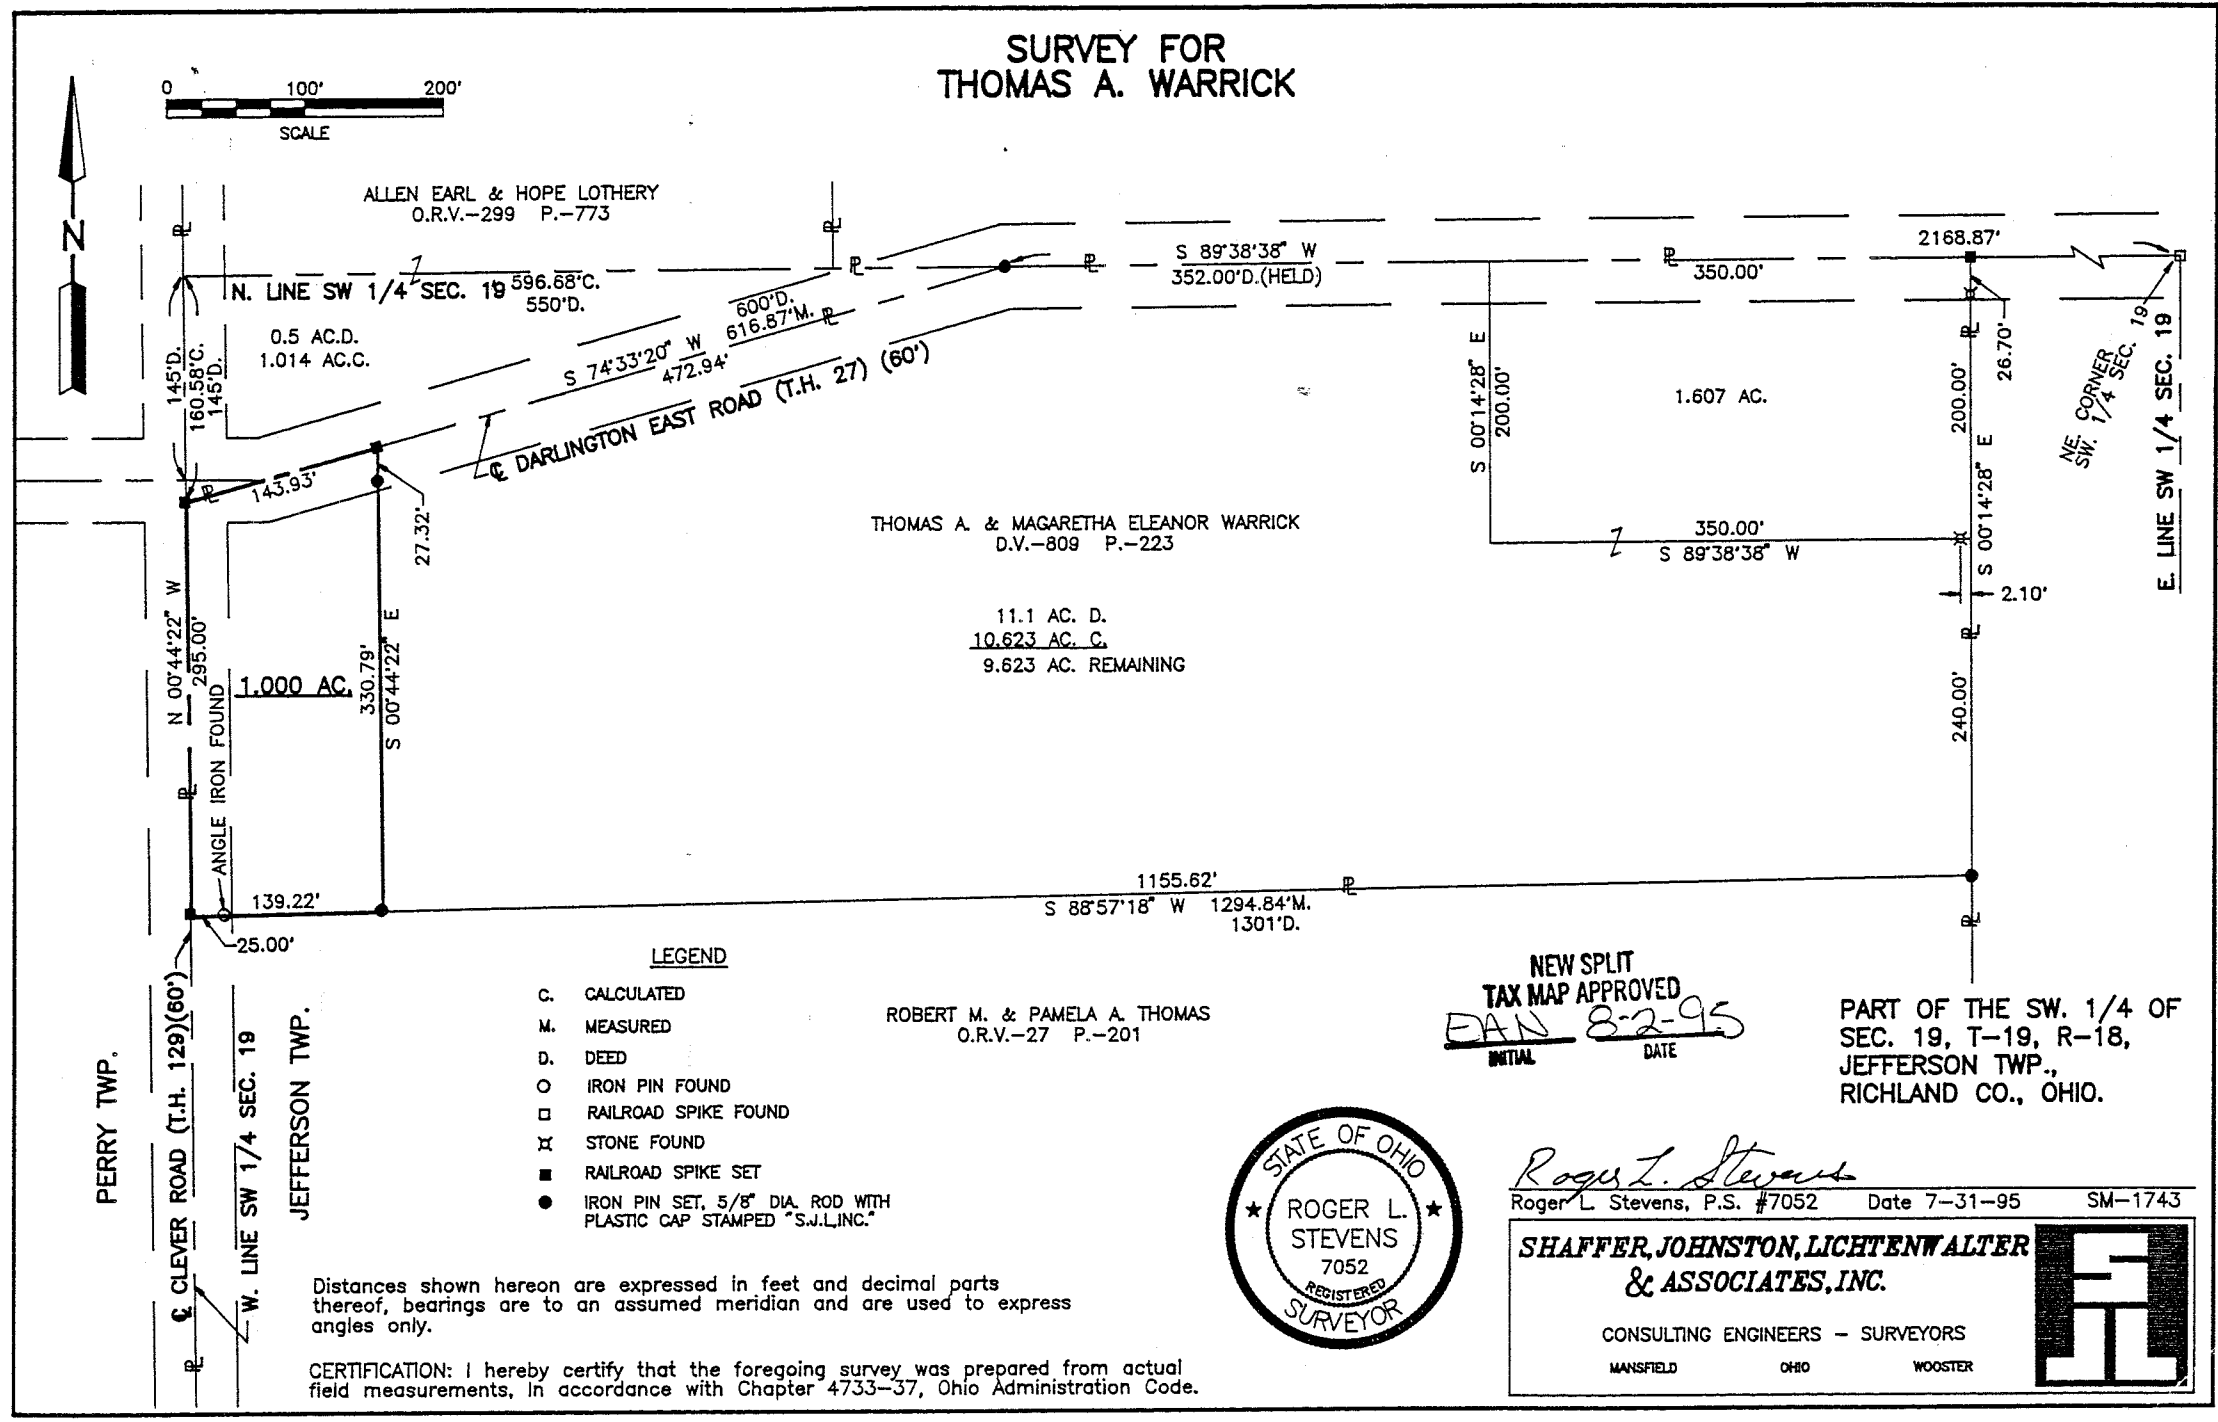 SURVEY FOR
THOMAS A. WARRICK
0 100' 200'
SCALE
N
ALLEN EARL & HOPE LOTHERY
O.R.V.-299 P.-773
N. LINE SW 1/4 SEC. 19
596.68'C.
550'D.
0.5 AC.D.
1.014 AC.C.
145'D.
160.58'C.
145'D.
600'D.
616.87'M.
S 74°33'20" W
472.94'
℄ DARLINGTON EAST ROAD (T.H. 27) (60')
S 89°38'38" W
352.00'D.(HELD)
350.00'
2168.87'
26.70'
NE. CORNER
SW. 1/4 SEC. 19
E. LINE SW 1/4 SEC. 19
S 00°14'28" E
200.00'
1.607 AC.
200.00'
S 00°14'28" E
350.00'
S 89°38'38" W
2.10'
240.00'
143.93'
27.32'
THOMAS A. & MAGARETHA ELEANOR WARRICK
D.V.-809 P.-223
11.1 AC. D.
10.623 AC. C.
9.623 AC. REMAINING
N 00°44'22" W
295.00'
ANGLE IRON FOUND
1.000 AC.
330.79'
S 00°44'22" E
139.22'
25.00'
1155.62'
S 88°57'18" W 1294.84'M.
1301'D.
PERRY TWP.
℄ CLEVER ROAD (T.H. 129)(60')
W. LINE SW 1/4 SEC. 19
JEFFERSON TWP.
LEGEND
C. CALCULATED
M. MEASURED
D. DEED
IRON PIN FOUND
RAILROAD SPIKE FOUND
STONE FOUND
RAILROAD SPIKE SET
IRON PIN SET, 5/8" DIA. ROD WITH
PLASTIC CAP STAMPED "S.J.L,INC."
ROBERT M. & PAMELA A. THOMAS
O.R.V.-27 P.-201
NEW SPLIT
TAX MAP APPROVED
EAN 8-2-95
INITIAL DATE
PART OF THE SW. 1/4 OF
SEC. 19, T-19, R-18,
JEFFERSON TWP.,
RICHLAND CO., OHIO.
STATE OF OHIO
ROGER L.
STEVENS
7052
REGISTERED
SURVEYOR
Roger L. Stevens
Roger L. Stevens, P.S. #7052 Date 7-31-95 SM-1743
SHAFFER, JOHNSTON, LICHTENWALTER
& ASSOCIATES, INC.
CONSULTING ENGINEERS - SURVEYORS
MANSFIELD OHIO WOOSTER
Distances shown hereon are expressed in feet and decimal parts
thereof, bearings are to an assumed meridian and are used to express
angles only.
CERTIFICATION: I hereby certify that the foregoing survey was prepared from actual
field measurements, in accordance with Chapter 4733-37, Ohio Administration Code.